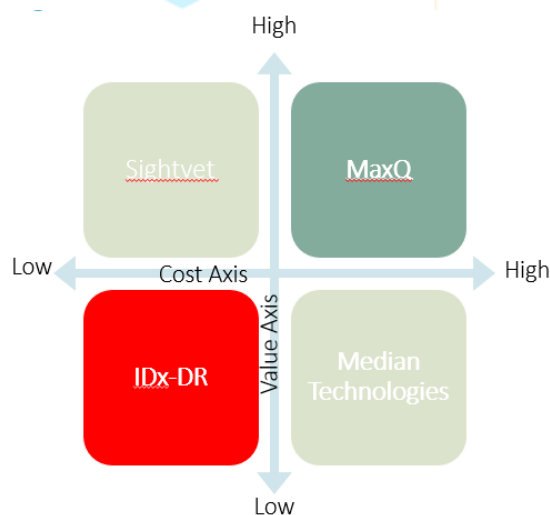 High
Sightvet
MaxQ
Low
Cost Axis
High
Value Axis
IDx-DR
Median
Technologies
Low